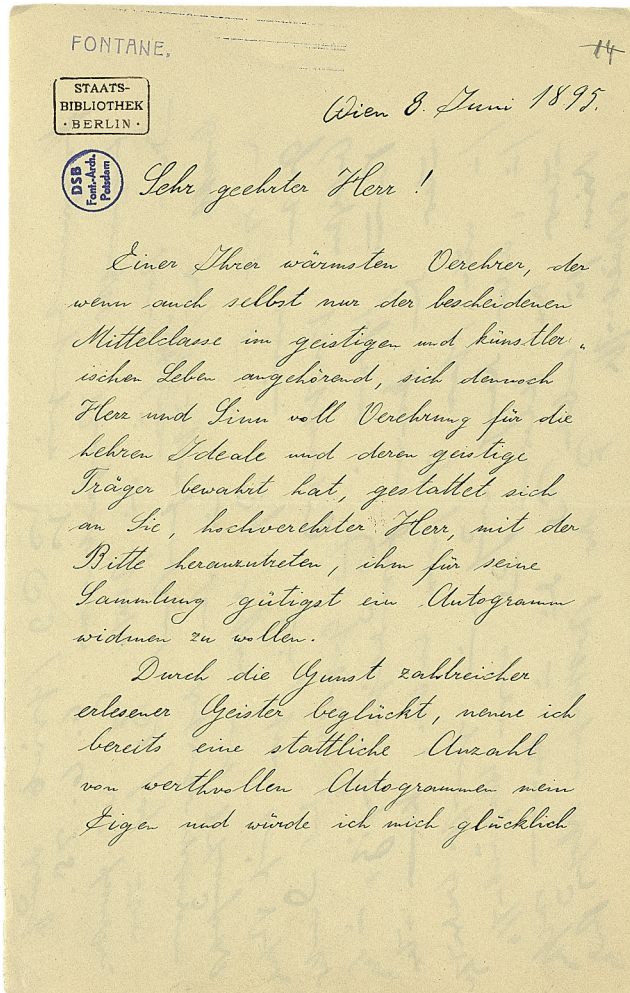 FONTANE.
14
STAATS-
BIBLIOTHEK
· BERLIN ·
Wien 8. Juni 1895.
DSB
Font.-Arch.
Potsdam
Sehr geehrter Herr !
Einer Ihrer wärmsten Verehrer, der
wenn auch selbst nur der bescheidenen
Mittelclasse im geistigen und künstler„
ischen Leben angehörend, sich dennoch
Herz und Sinn voll Verehrung für die
hehren Ideale und deren geistige
Träger bewahrt hat, gestattet sich
an Sie, hochverehrter Herr, mit der
Bitte heranzutreten, ihm für seine
Sammlung gütigst ein Autogramm
widmen zu wollen.
Durch die Gunst zahlreicher
erlesener Geister beglückt, nenne ich
bereits eine stattliche Anzahl
von werthvollen Autogrammen mein
Eigen und würde ich mich glücklich